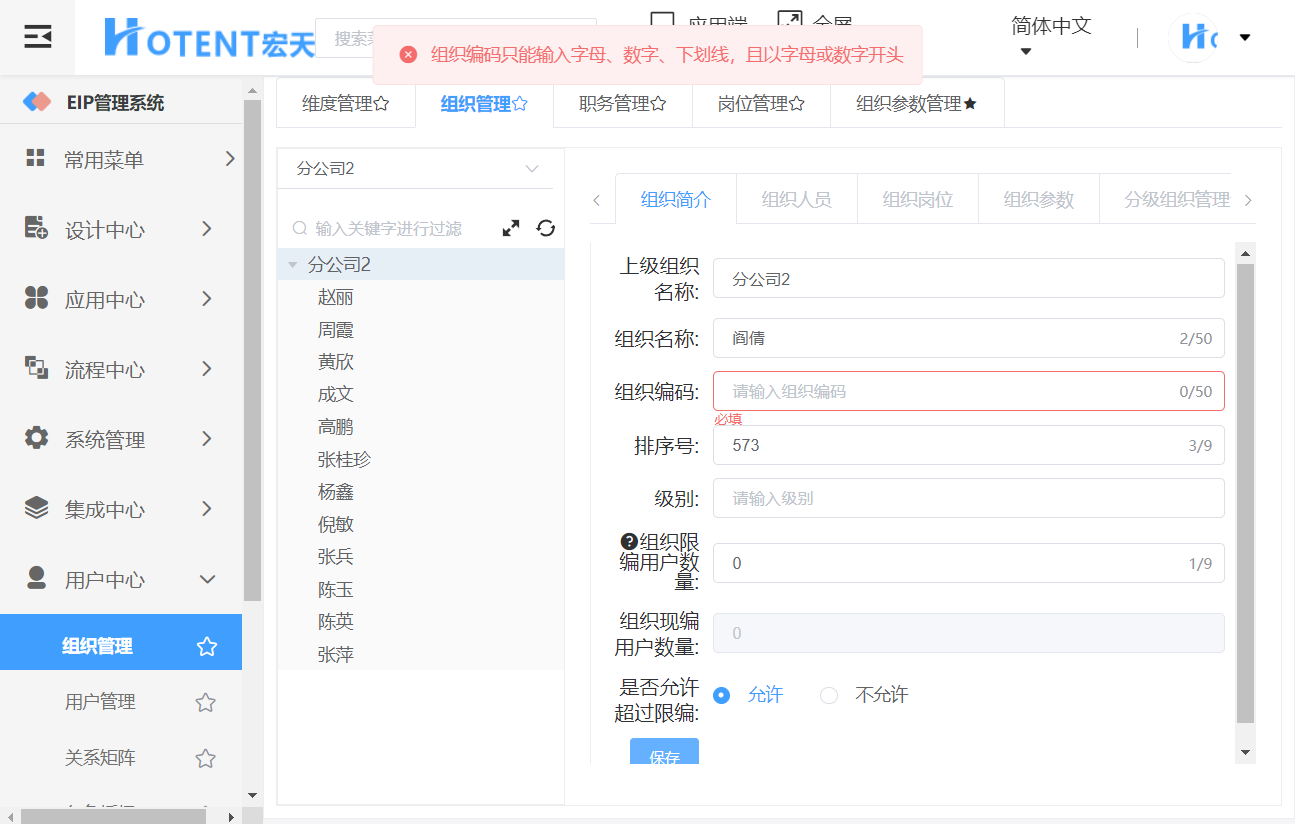 HOTENT宏天
搜索
应用端
全屏
简体中文
组织编码只能输入字母、数字、下划线，且以字母或数字开头
EIP管理系统
常用菜单
设计中心
应用中心
流程中心
系统管理
集成中心
用户中心
组织管理
用户管理
关系矩阵
维度管理
组织管理
职务管理
岗位管理
组织参数管理
分公司2
输入关键字进行过滤
分公司2
赵丽
周霞
黄欣
成文
高鹏
张桂珍
杨鑫
倪敏
张兵
陈玉
陈英
张萍
组织简介
组织人员
组织岗位
组织参数
分级组织管理
上级组织
名称:
分公司2
组织名称:
阎倩
2/50
组织编码:
请输入组织编码
0/50
必填
排序号:
573
3/9
级别:
请输入级别
组织限
编用户数
量:
0
1/9
组织现编
用户数量:
0
是否允许
超过限编:
允许
不允许
保存